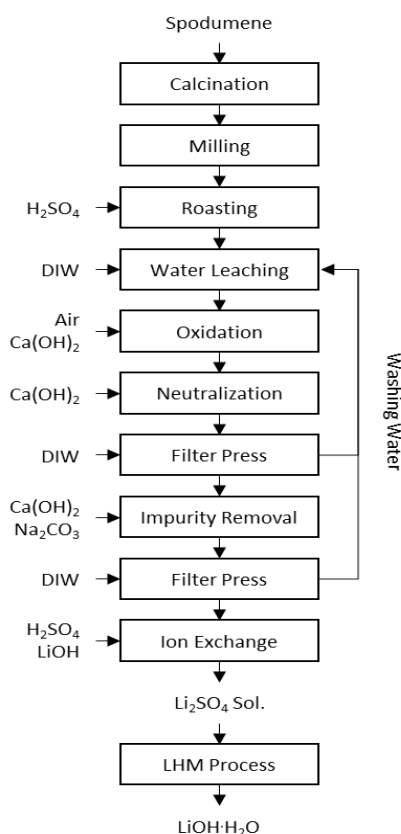 Spodumene
Calcination
Milling
H₂SO₄
Roasting
DIW
Water Leaching
Air
Ca(OH)₂
Oxidation
Ca(OH)₂
Neutralization
DIW
Filter Press
Ca(OH)₂
Na₂CO₃
Impurity Removal
DIW
Filter Press
H₂SO₄
LiOH
Ion Exchange
Washing Water
Li₂SO₄ Sol.
LHM Process
LiOH·H₂O